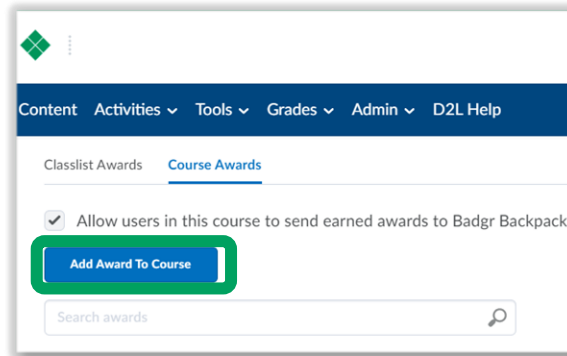 Content Activities Tools Grades Admin D2L Help
Classlist Awards Course Awards
Allow users in this course to send earned awards to Badgr Backpack
Add Award To Course
Search awards